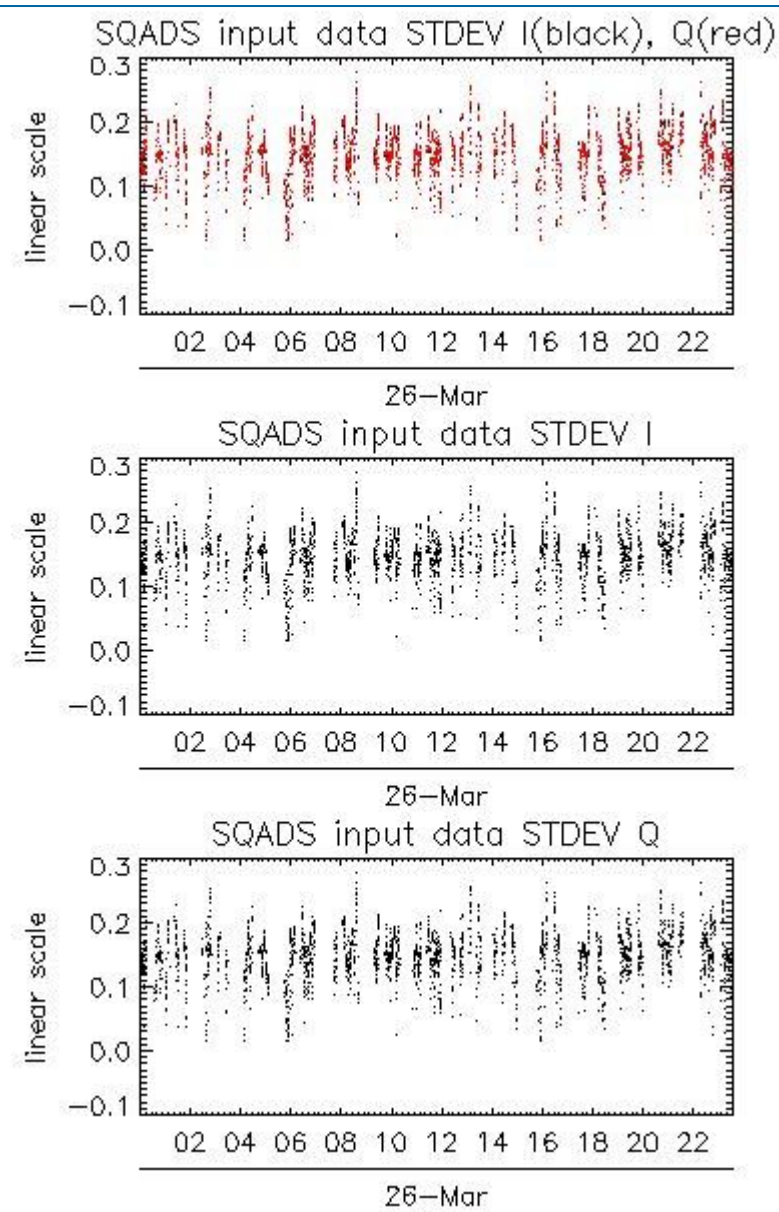 SQADS input data STDEV I(black), Q(red)
0.3
0.2
0.1
0.0
−0.1
linear scale
02 04 06 08 10 12 14 16 18 20 22
26−Mar
SQADS input data STDEV I
0.3
0.2
0.1
0.0
−0.1
linear scale
02 04 06 08 10 12 14 16 18 20 22
26−Mar
SQADS input data STDEV Q
0.3
0.2
0.1
0.0
−0.1
linear scale
02 04 06 08 10 12 14 16 18 20 22
26−Mar